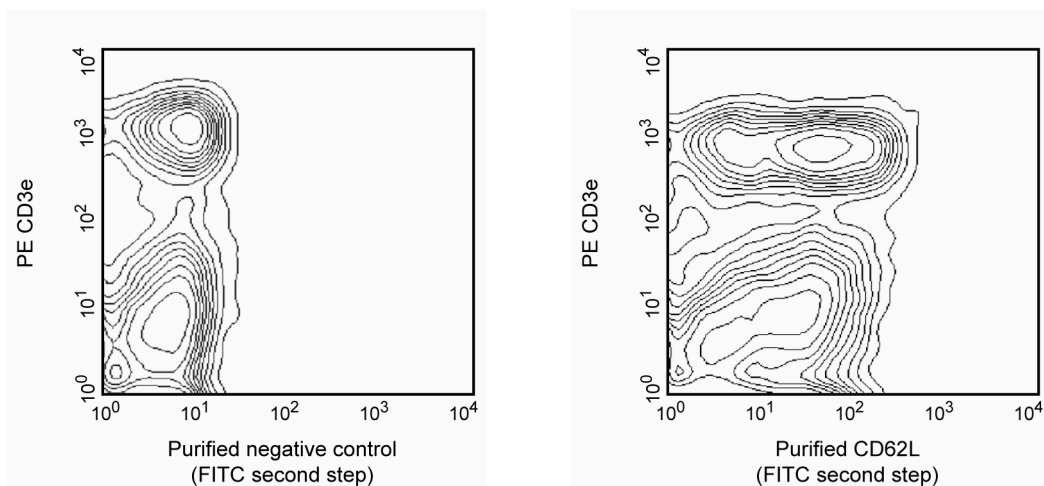 10⁴
10³
10²
10¹
10⁰
PE CD3e
10⁰ 10¹ 10² 10³ 10⁴
Purified negative control
(FITC second step)
10⁴
10³
10²
10¹
10⁰
PE CD3e
10⁰ 10¹ 10² 10³ 10⁴
Purified CD62L
(FITC second step)